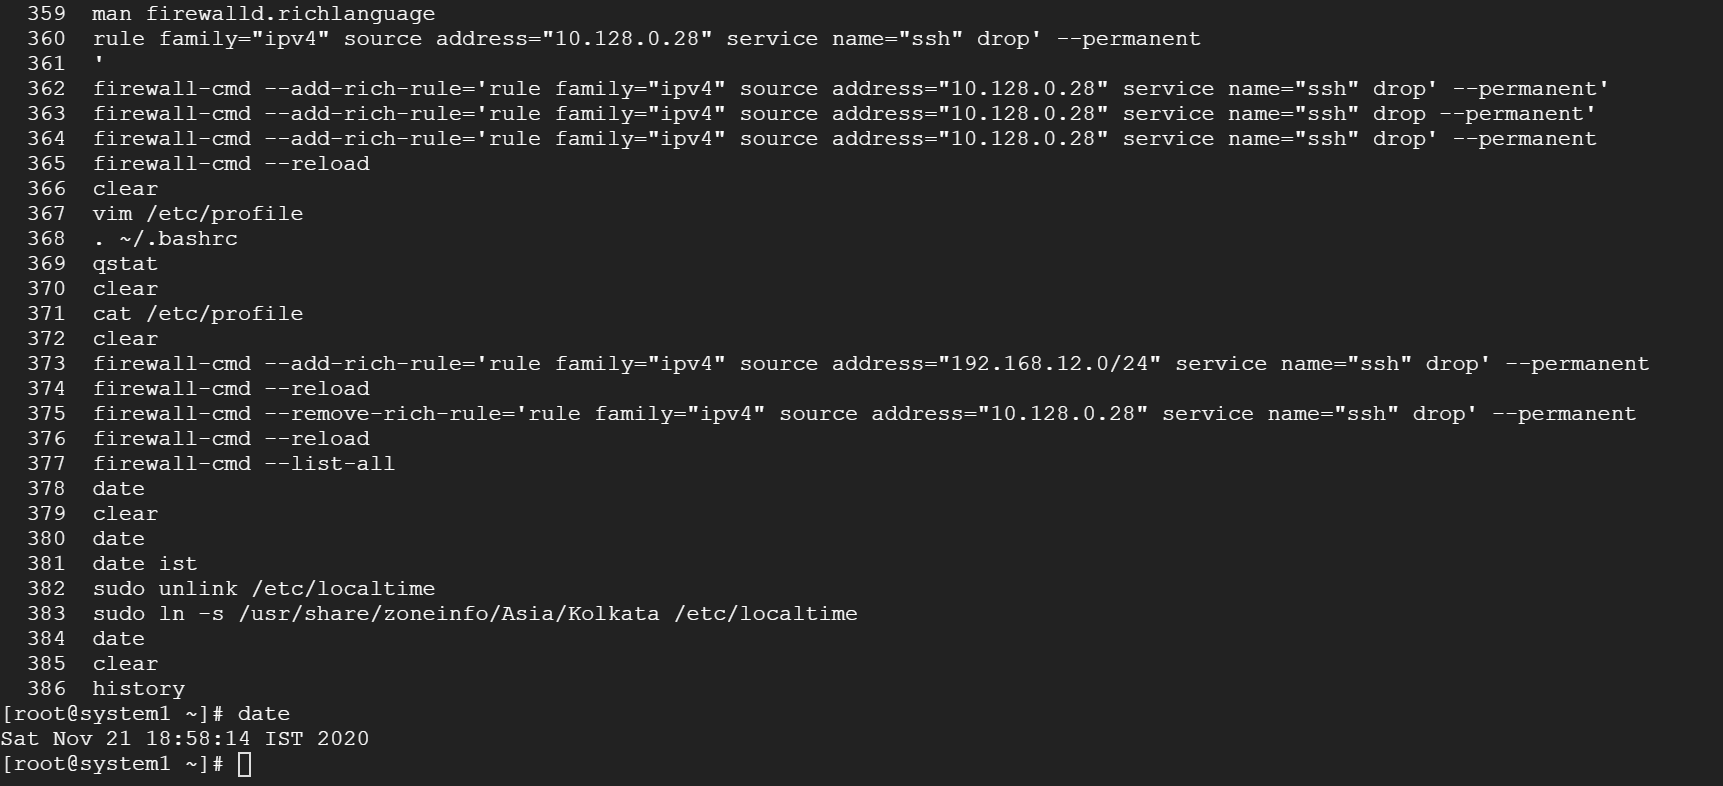 359 man firewalld.richlanguage
360 rule family="ipv4" source address="10.128.0.28" service name="ssh" drop' --permanent
361 '
362 firewall-cmd --add-rich-rule='rule family="ipv4" source address="10.128.0.28" service name="ssh" drop' --permanent'
363 firewall-cmd --add-rich-rule='rule family="ipv4" source address="10.128.0.28" service name="ssh" drop --permanent'
364 firewall-cmd --add-rich-rule='rule family="ipv4" source address="10.128.0.28" service name="ssh" drop' --permanent
365 firewall-cmd --reload
366 clear
367 vim /etc/profile
368 . ~/.bashrc
369 qstat
370 clear
371 cat /etc/profile
372 clear
373 firewall-cmd --add-rich-rule='rule family="ipv4" source address="192.168.12.0/24" service name="ssh" drop' --permanent
374 firewall-cmd --reload
375 firewall-cmd --remove-rich-rule='rule family="ipv4" source address="10.128.0.28" service name="ssh" drop' --permanent
376 firewall-cmd --reload
377 firewall-cmd --list-all
378 date
379 clear
380 date
381 date ist
382 sudo unlink /etc/localtime
383 sudo ln -s /usr/share/zoneinfo/Asia/Kolkata /etc/localtime
384 date
385 clear
386 history
[root@system1 ~]# date
Sat Nov 21 18:58:14 IST 2020
[root@system1 ~]#